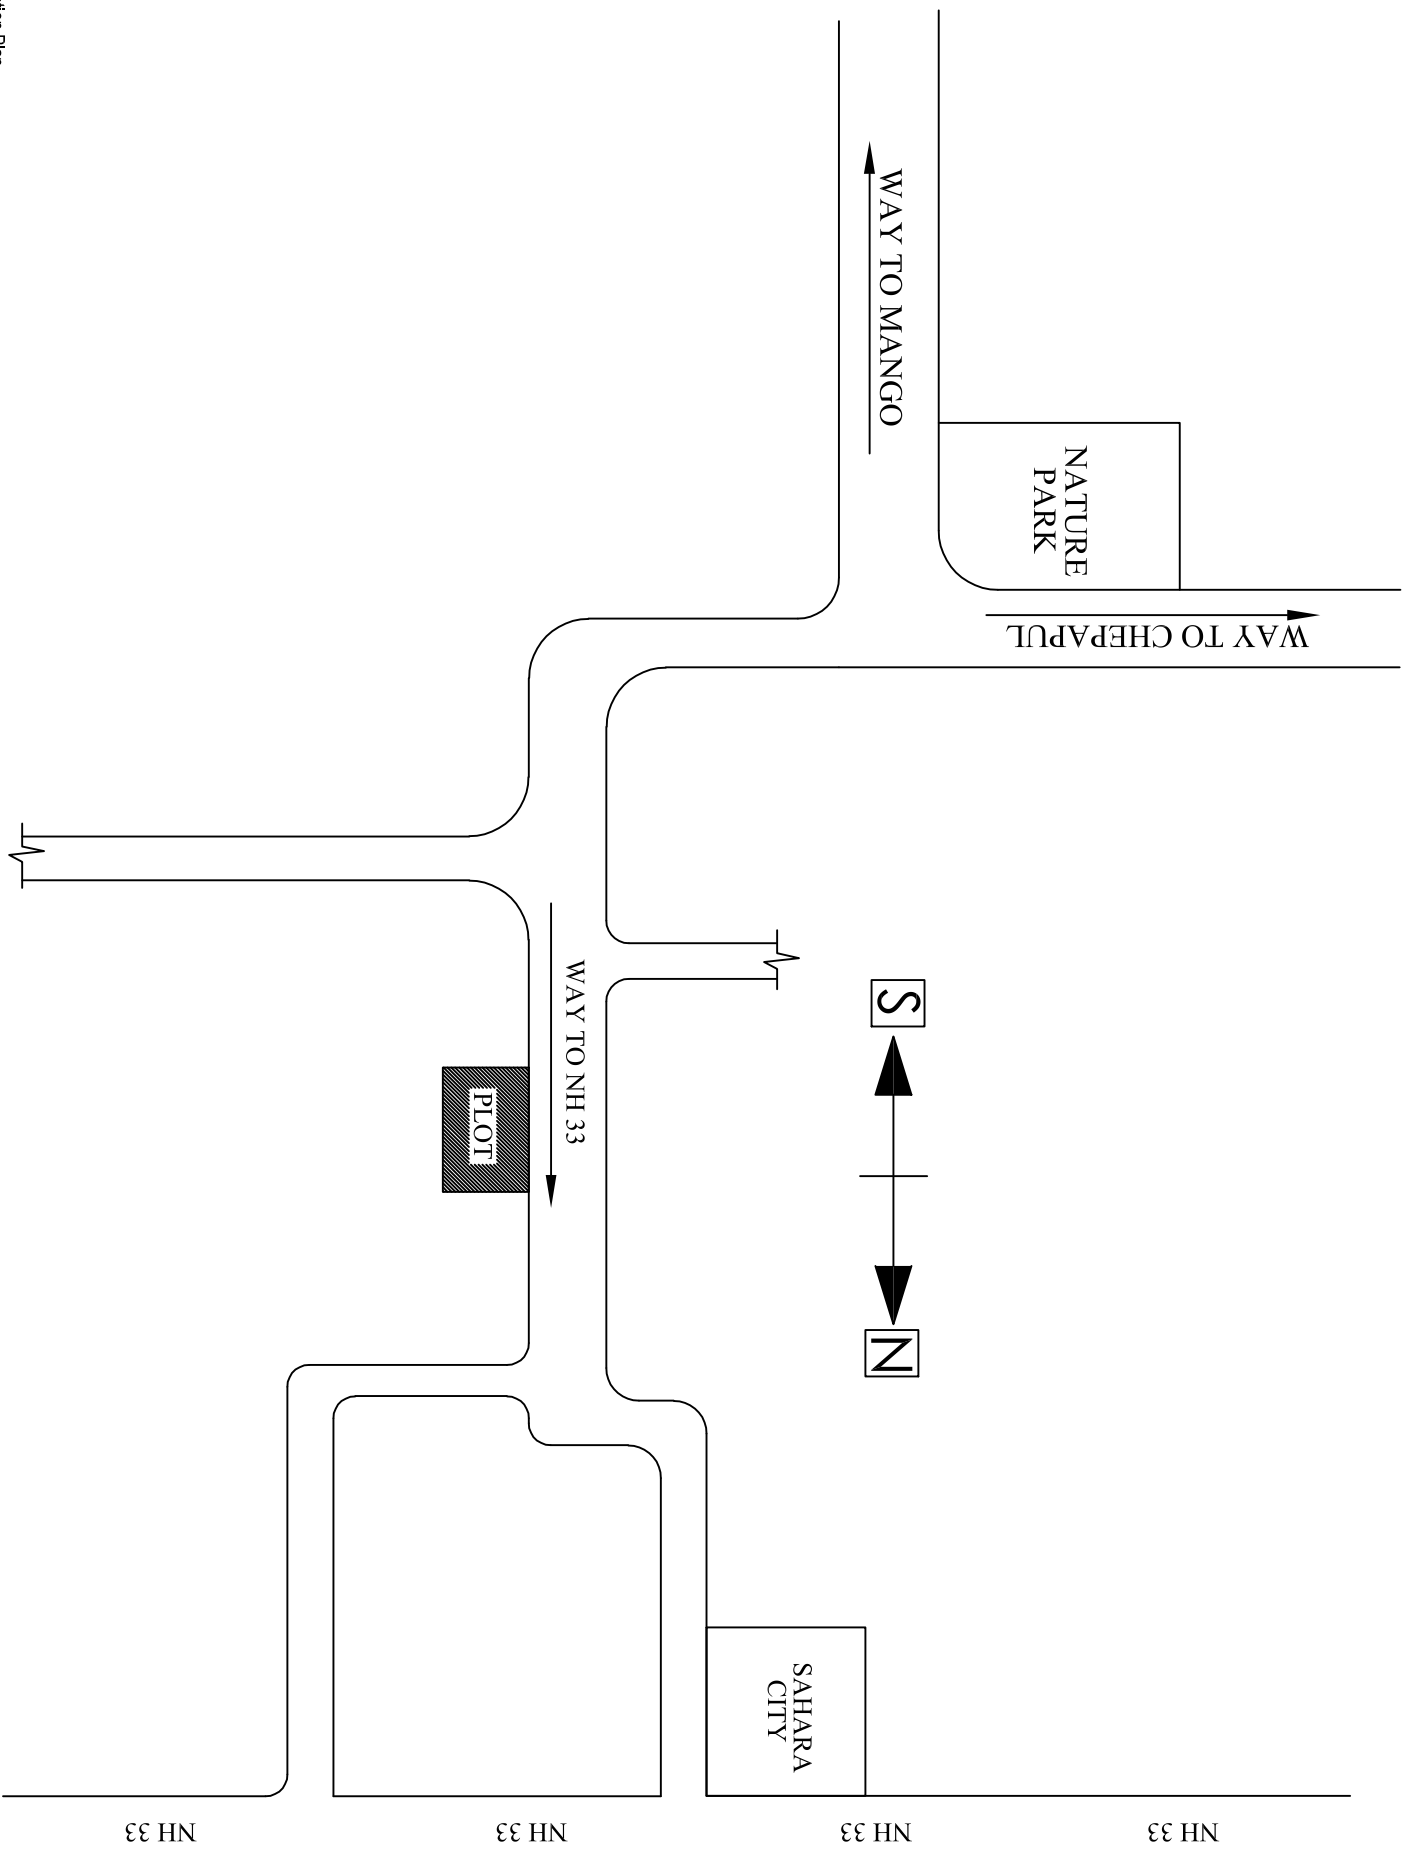 WAY TO MANGO
NATURE
PARK
WAY TO CHEPAPUL
WAY TO NH 33
PLOT
S
N
SAHARA
CITY
NH 33
NH 33
NH 33
NH 33